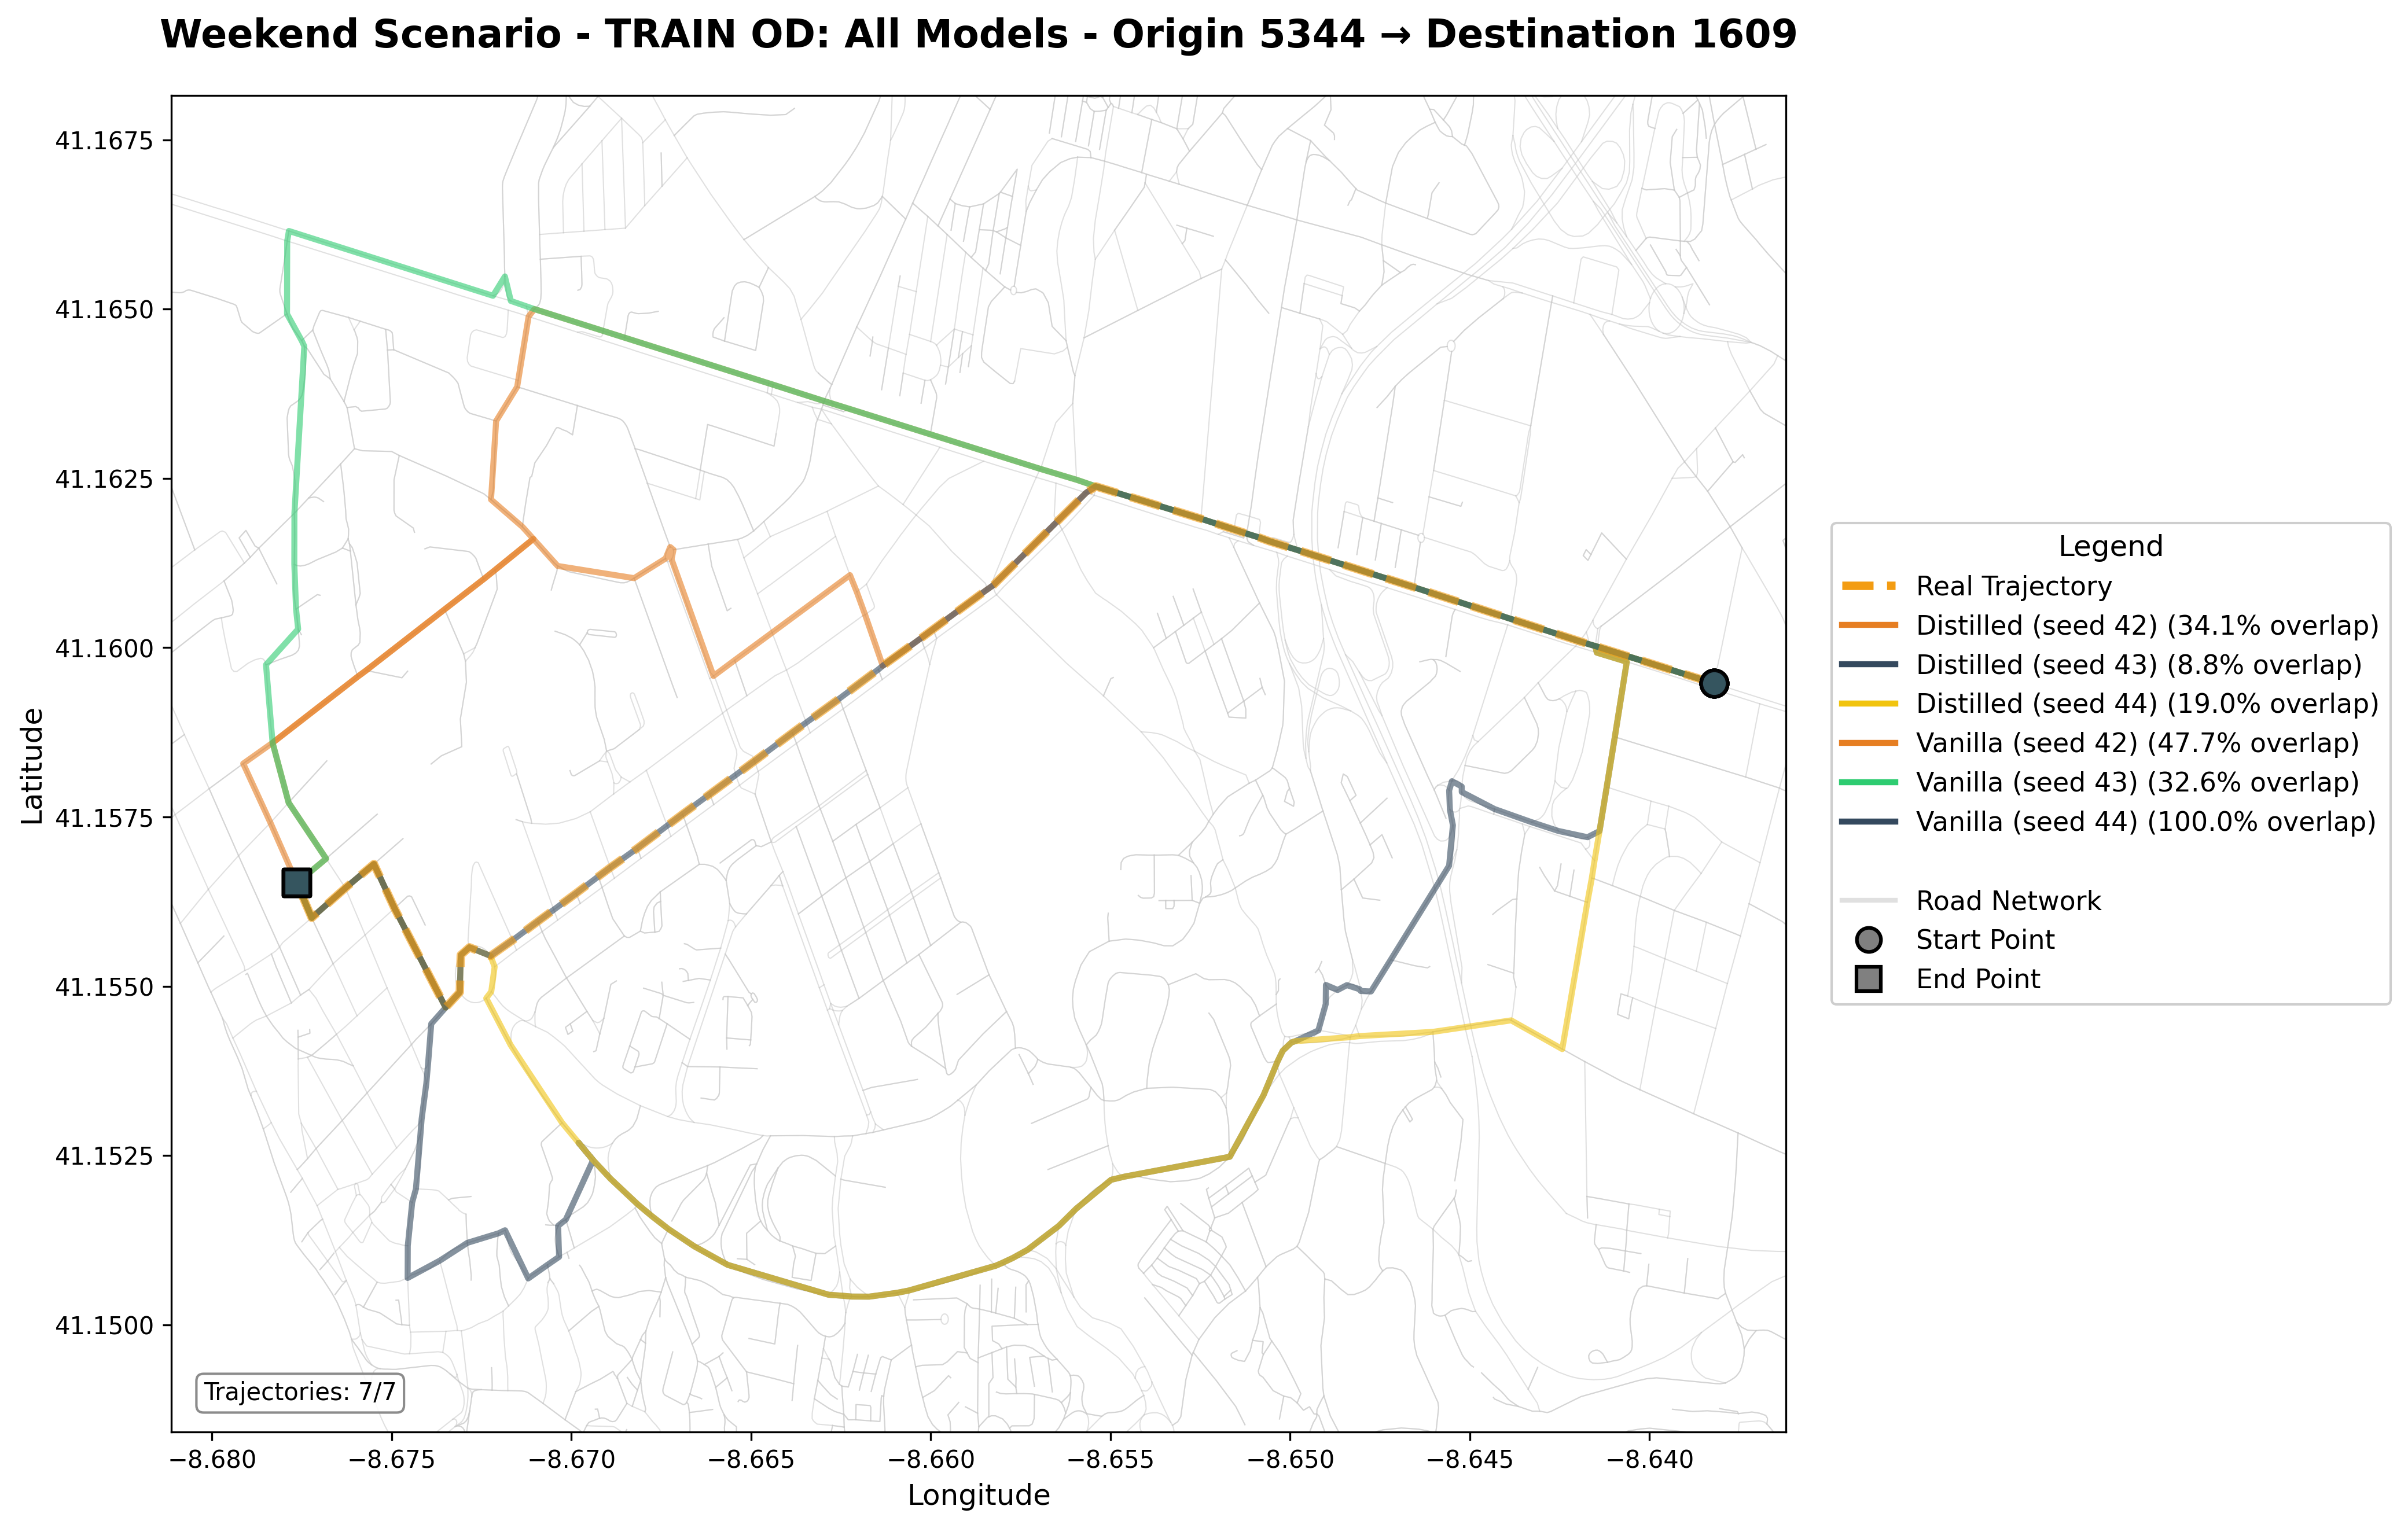 Weekend Scenario - TRAIN OD: All Models - Origin 5344 → Destination 1609
41.1675
41.1650
41.1625
41.1600
41.1575
41.1550
41.1525
41.1500
Latitude
−8.680
−8.675
−8.670
−8.665
−8.660
−8.655
−8.650
−8.645
−8.640
Longitude
Trajectories: 7/7
Legend
Real Trajectory
Distilled (seed 42) (34.1% overlap)
Distilled (seed 43) (8.8% overlap)
Distilled (seed 44) (19.0% overlap)
Vanilla (seed 42) (47.7% overlap)
Vanilla (seed 43) (32.6% overlap)
Vanilla (seed 44) (100.0% overlap)
Road Network
Start Point
End Point